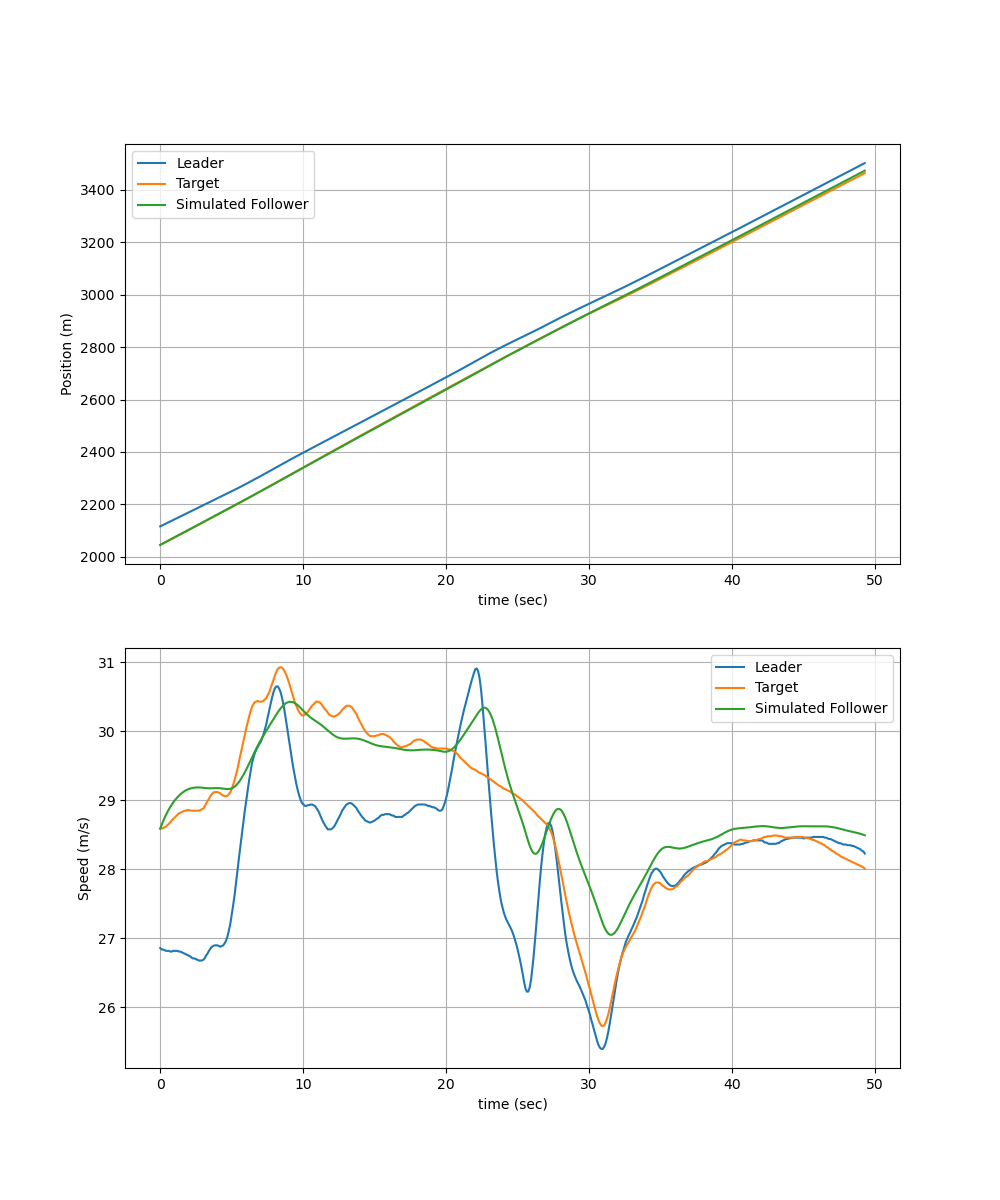 Leader
Target
Simulated Follower
3400
3200
3000
2800
2600
2400
2200
2000
Position (m)
0 10 20 30 40 50
time (sec)
Leader
Target
Simulated Follower
31
30
29
28
27
26
Speed (m/s)
0 10 20 30 40 50
time (sec)